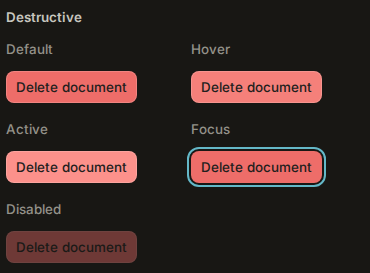 Destructive
Default
Hover
Delete document
Delete document
Active
Focus
Delete document
Delete document
Disabled
Delete document